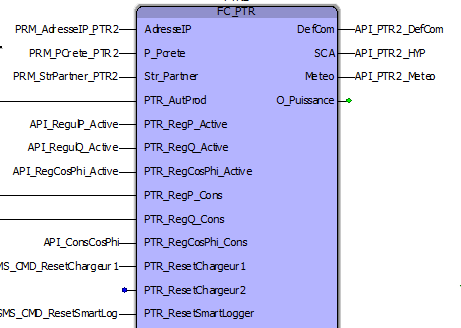 FC_PTR
PRM_AdresseIP_PTR2 AdresseIP DefCom API_PTR2_DefCom
PRM_PCrete_PTR2 P_Pcrete SCA API_PTR2_HYP
PRM_StrPartner_PTR2 Str_Partner Meteo API_PTR2_Meteo
PTR_AutProd O_Puissance
API_RegulP_Active PTR_RegP_Active
API_RegulQ_Active PTR_RegQ_Active
API_RegCosPhi_Active PTR_RegCosPhi_Active
PTR_RegP_Cons
PTR_RegQ_Cons
API_ConsCosPhi PTR_RegCosPhi_Cons
MS_CMD_ResetChargeur1 PTR_ResetChargeur1
PTR_ResetChargeur2
SMS_CMD_ResetSmartLog PTR_ResetSmartLogger